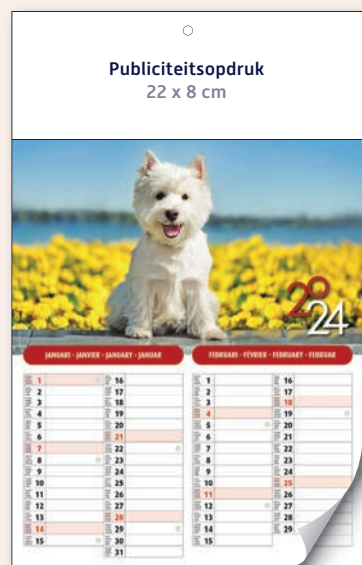 Publiciteitsopdruk
22 x 8 cm
2024
JANUARI - JANVIER - JANUARY - JANUAR
FEBRUARI - FÉVRIER - FEBRUARY - FEBRUAR
1 16 1 16
2 17 2 17
3 18 3 18
4 19 4 19
5 20 5 20
6 21 6 21
7 22 7 22
8 23 8 23
9 24 9 24
10 25 10 25
11 26 11 26
12 27 12 27
13 28 13 28
14 29 14 29
15 30 15
31